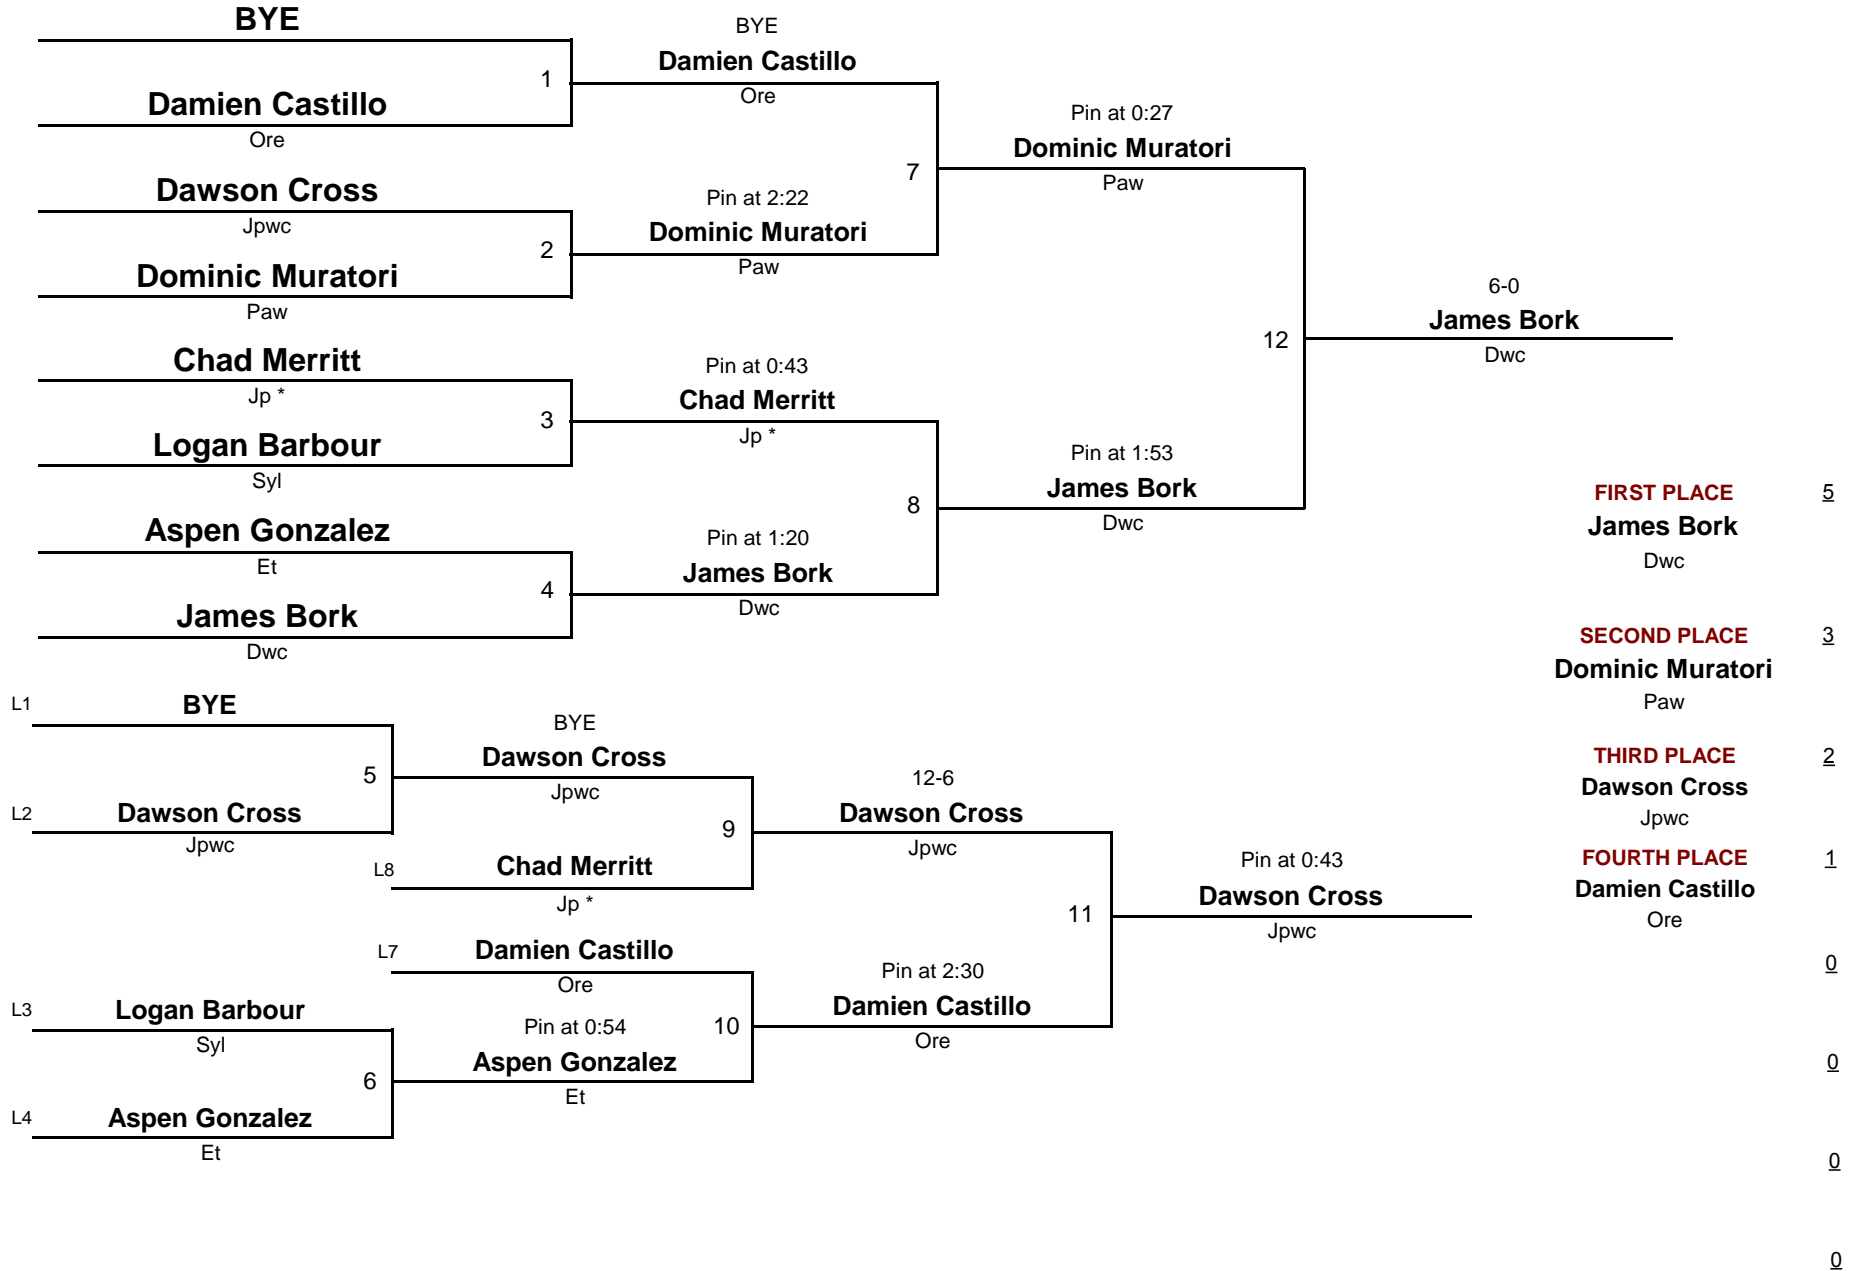 BYE
1
Damien Castillo
Ore
Dawson Cross
Jpwc
2
Dominic Muratori
Paw
Chad Merritt
Jp *
3
Logan Barbour
Syl
Aspen Gonzalez
Et
4
James Bork
Dwc
BYE
Damien Castillo
Ore
7
Pin at 2:22
Dominic Muratori
Paw
Pin at 0:43
Chad Merritt
Jp *
8
Pin at 1:20
James Bork
Dwc
Pin at 0:27
Dominic Muratori
Paw
12
Pin at 1:53
James Bork
Dwc
6-0
James Bork
Dwc
FIRST PLACE 5
James Bork
Dwc
SECOND PLACE 3
Dominic Muratori
Paw
THIRD PLACE 2
Dawson Cross
Jpwc
FOURTH PLACE 1
Damien Castillo
Ore
0
0
0
0
L1 BYE
5
L2 Dawson Cross
Jpwc
L3 Logan Barbour
Syl
6
L4 Aspen Gonzalez
Et
BYE
Dawson Cross
Jpwc
9
L8 Chad Merritt
Jp *
L7 Damien Castillo
Ore
10
Pin at 0:54
Aspen Gonzalez
Et
12-6
Dawson Cross
Jpwc
11
Pin at 2:30
Damien Castillo
Ore
Pin at 0:43
Dawson Cross
Jpwc